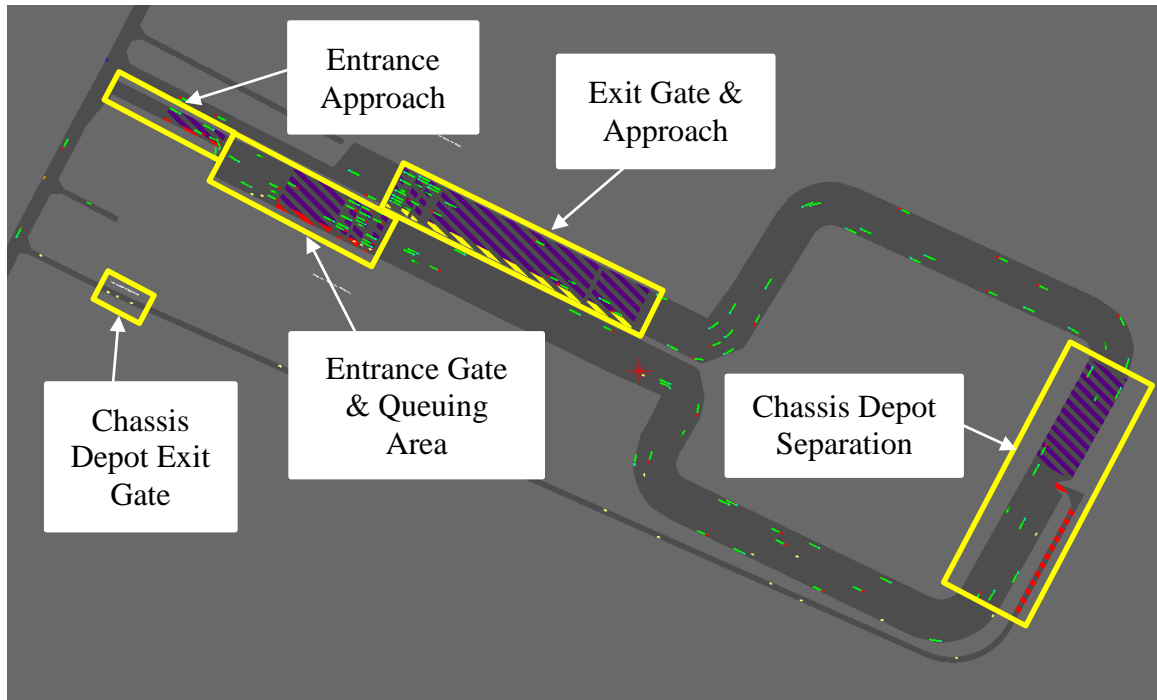 Entrance
Approach
Exit Gate &
Approach
Entrance Gate
& Queuing
Area
Chassis Depot
Separation
Chassis
Depot Exit
Gate